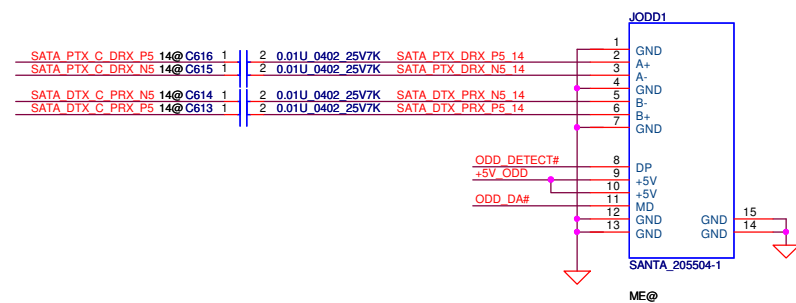 JODD1
1 GND
SATA_PTX_C_DRX_P5 14@ C616 1 2 0.01U_0402_25V7K SATA_PTX_DRX_P5_14 2 A+
SATA_PTX_C_DRX_N5 14@ C615 1 2 0.01U_0402_25V7K SATA_PTX_DRX_N5_14 3 A-
4 GND
SATA_DTX_C_PRX_N5 14@ C614 1 2 0.01U_0402_25V7K SATA_DTX_PRX_N5_14 5 B-
SATA_DTX_C_PRX_P5 14@ C613 1 2 0.01U_0402_25V7K SATA_DTX_PRX_P5_14 6 B+
7 GND
ODD_DETECT# 8 DP
+5V_ODD 9 +5V
10 +5V
ODD_DA# 11 MD
12 GND GND 15
13 GND GND 14
SANTA_205504-1
ME@